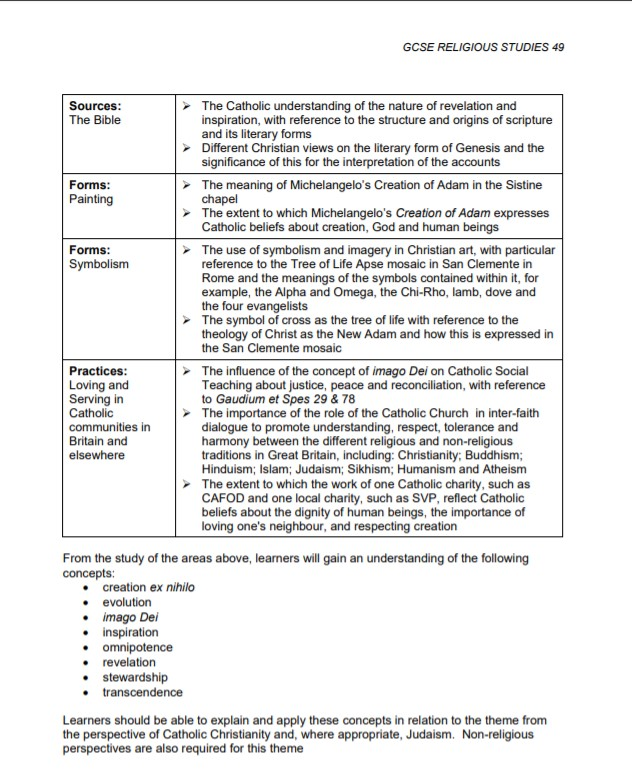 GCSE RELIGIOUS STUDIES 49
Sources:
The Bible
➢ The Catholic understanding of the nature of revelation and
inspiration, with reference to the structure and origins of scripture
and its literary forms
➢ Different Christian views on the literary form of Genesis and the
significance of this for the interpretation of the accounts
Forms:
Painting
➢ The meaning of Michelangelo's Creation of Adam in the Sistine
chapel
➢ The extent to which Michelangelo's Creation of Adam expresses
Catholic beliefs about creation, God and human beings
Forms:
Symbolism
➢ The use of symbolism and imagery in Christian art, with particular
reference to the Tree of Life Apse mosaic in San Clemente in
Rome and the meanings of the symbols contained within it, for
example, the Alpha and Omega, the Chi-Rho, lamb, dove and
the four evangelists
➢ The symbol of cross as the tree of life with reference to the
theology of Christ as the New Adam and how this is expressed in
the San Clemente mosaic
Practices:
Loving and
Serving in
Catholic
communities in
Britain and
elsewhere
➢ The influence of the concept of imago Dei on Catholic Social
Teaching about justice, peace and reconciliation, with reference
to Gaudium et Spes 29 & 78
➢ The importance of the role of the Catholic Church in inter-faith
dialogue to promote understanding, respect, tolerance and
harmony between the different religious and non-religious
traditions in Great Britain, including: Christianity; Buddhism;
Hinduism; Islam; Judaism; Sikhism; Humanism and Atheism
➢ The extent to which the work of one Catholic charity, such as
CAFOD and one local charity, such as SVP, reflect Catholic
beliefs about the dignity of human beings, the importance of
loving one's neighbour, and respecting creation
From the study of the areas above, learners will gain an understanding of the following
concepts:
• creation ex nihilo
• evolution
• imago Dei
• inspiration
• omnipotence
• revelation
• stewardship
• transcendence
Learners should be able to explain and apply these concepts in relation to the theme from
the perspective of Catholic Christianity and, where appropriate, Judaism. Non-religious
perspectives are also required for this theme